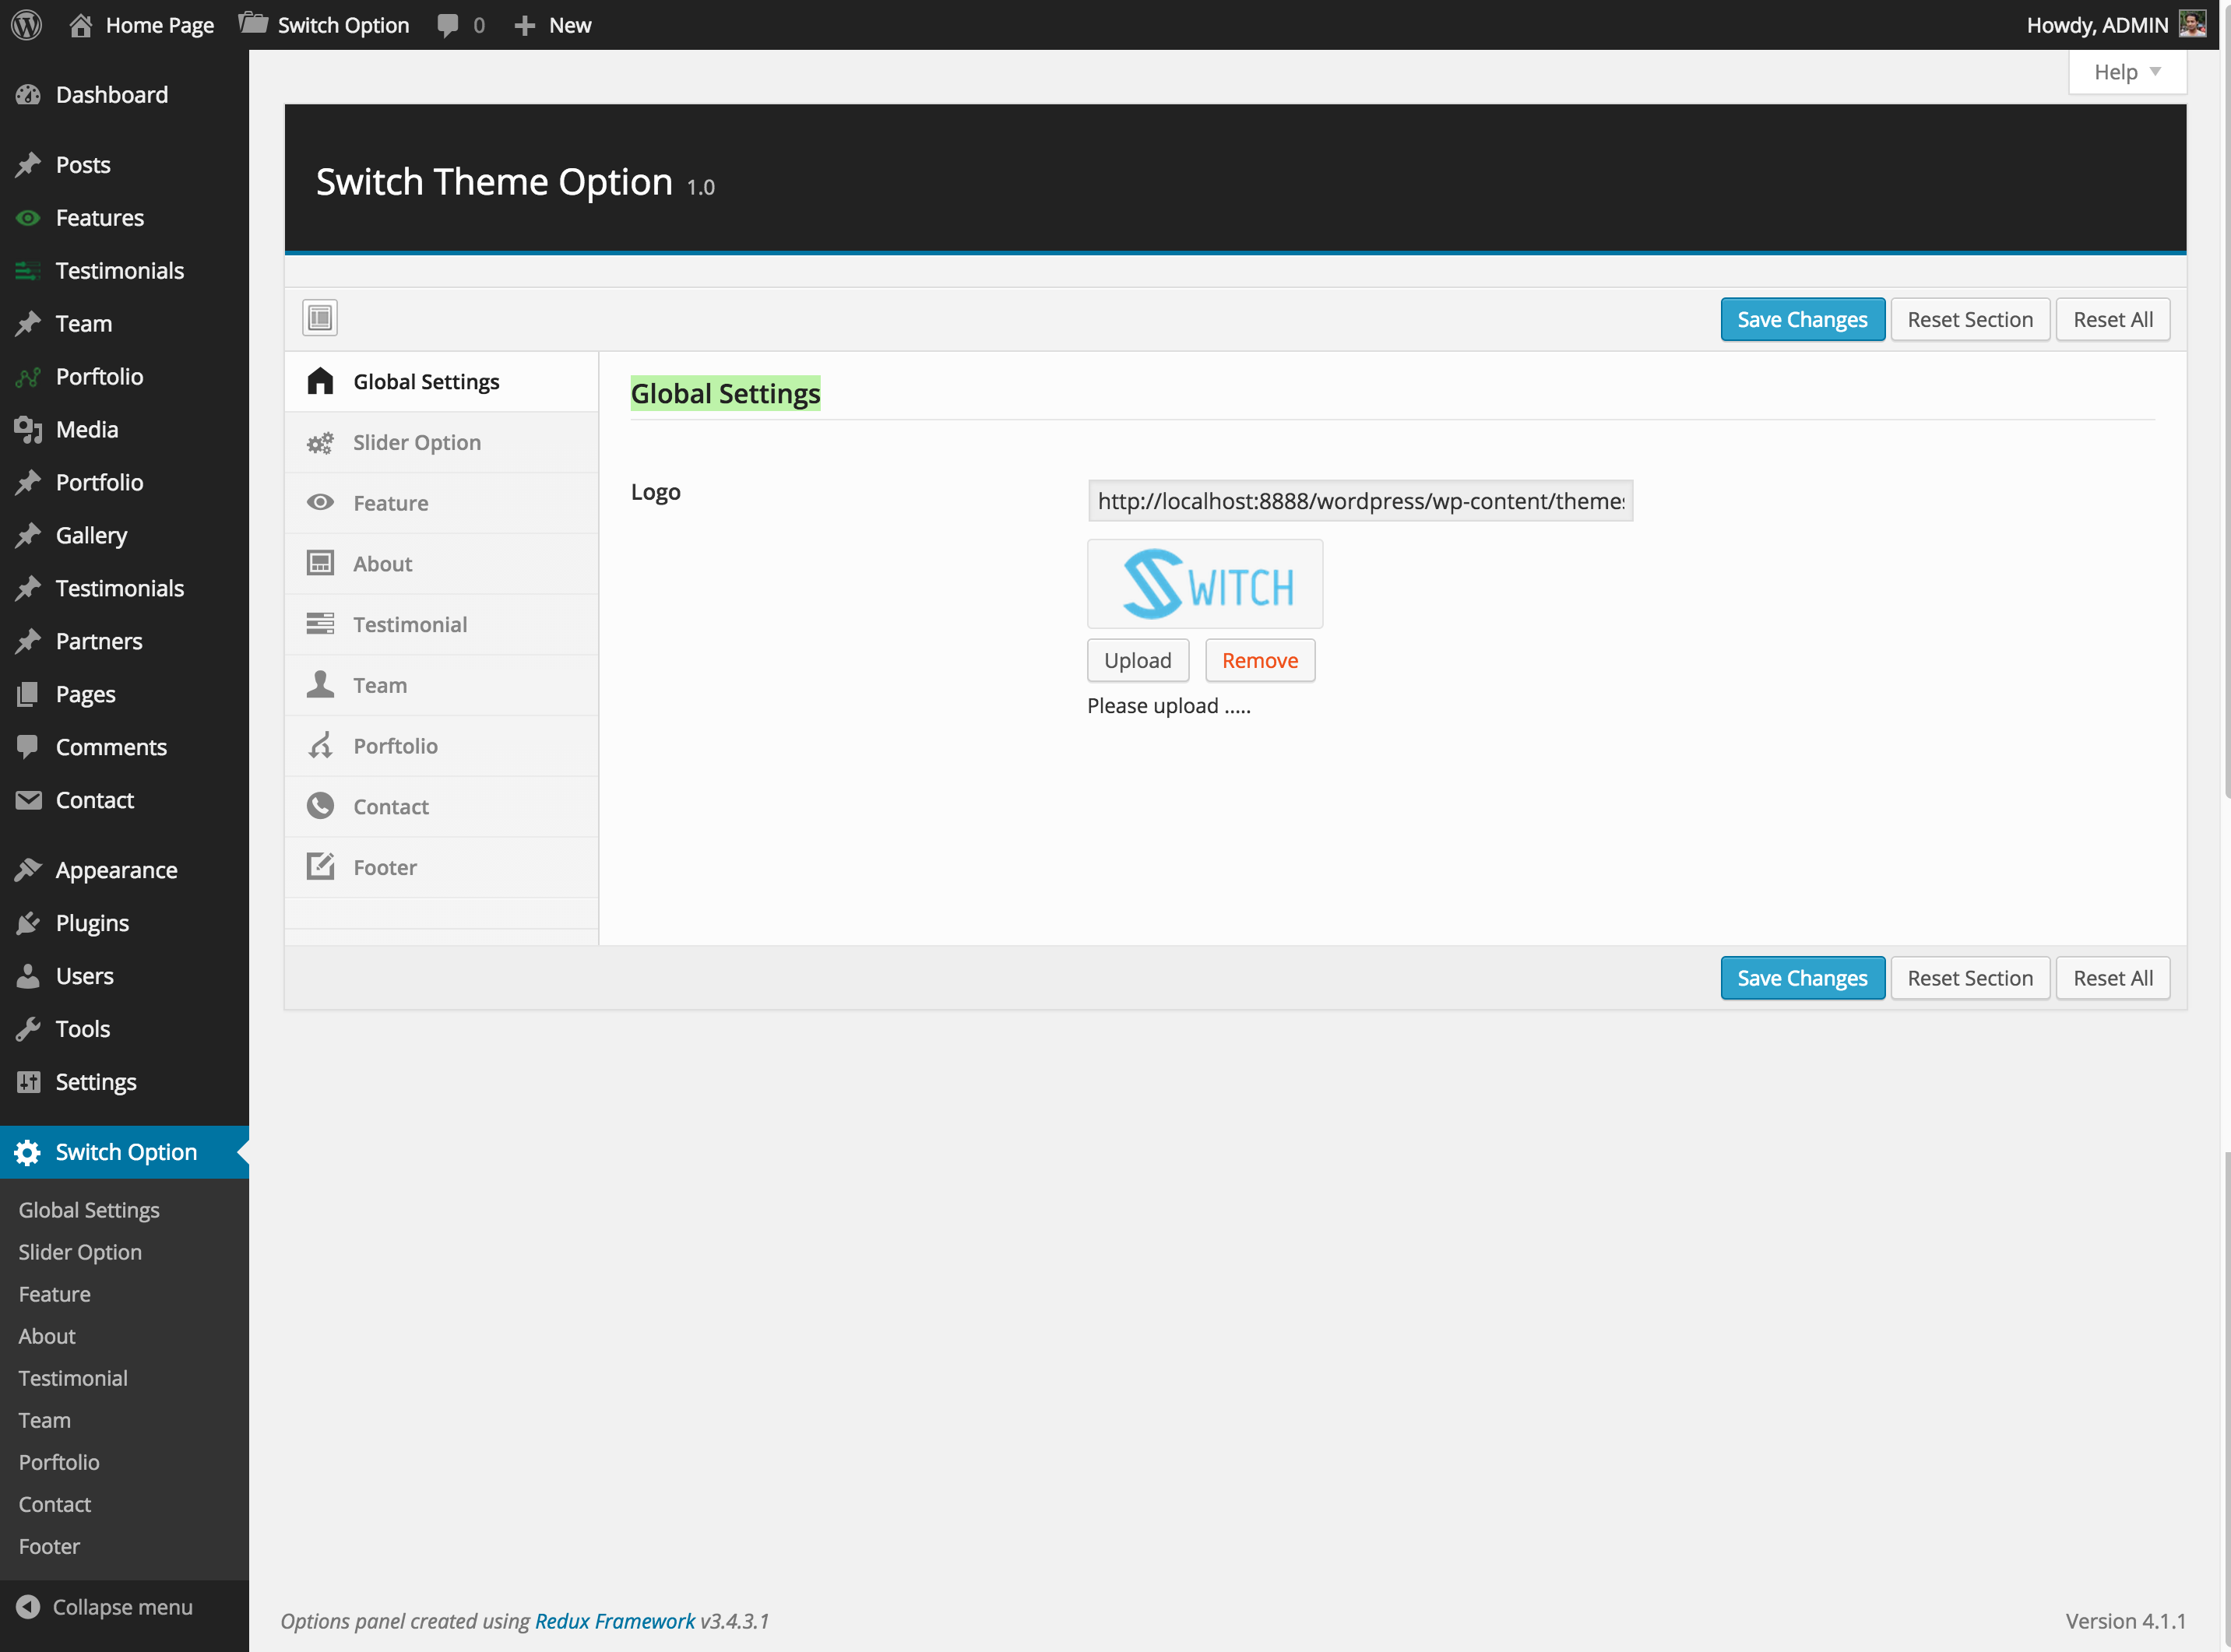 Home Page Switch Option 0 New Howdy, ADMIN
Help
Dashboard
Posts
Features
Testimonials
Team
Porftolio
Media
Portfolio
Gallery
Testimonials
Partners
Pages
Comments
Contact
Appearance
Plugins
Users
Tools
Settings
Switch Option
Global Settings
Slider Option
Feature
About
Testimonial
Team
Porftolio
Contact
Footer
Collapse menu
Switch Theme Option 1.0
Save Changes Reset Section Reset All
Global Settings
Slider Option
Feature
About
Testimonial
Team
Porftolio
Contact
Footer
Global Settings
Logo
http://localhost:8888/wordpress/wp-content/themes
SWITCH
Upload Remove
Please upload .....
Save Changes Reset Section Reset All
Options panel created using Redux Framework v3.4.3.1
Version 4.1.1